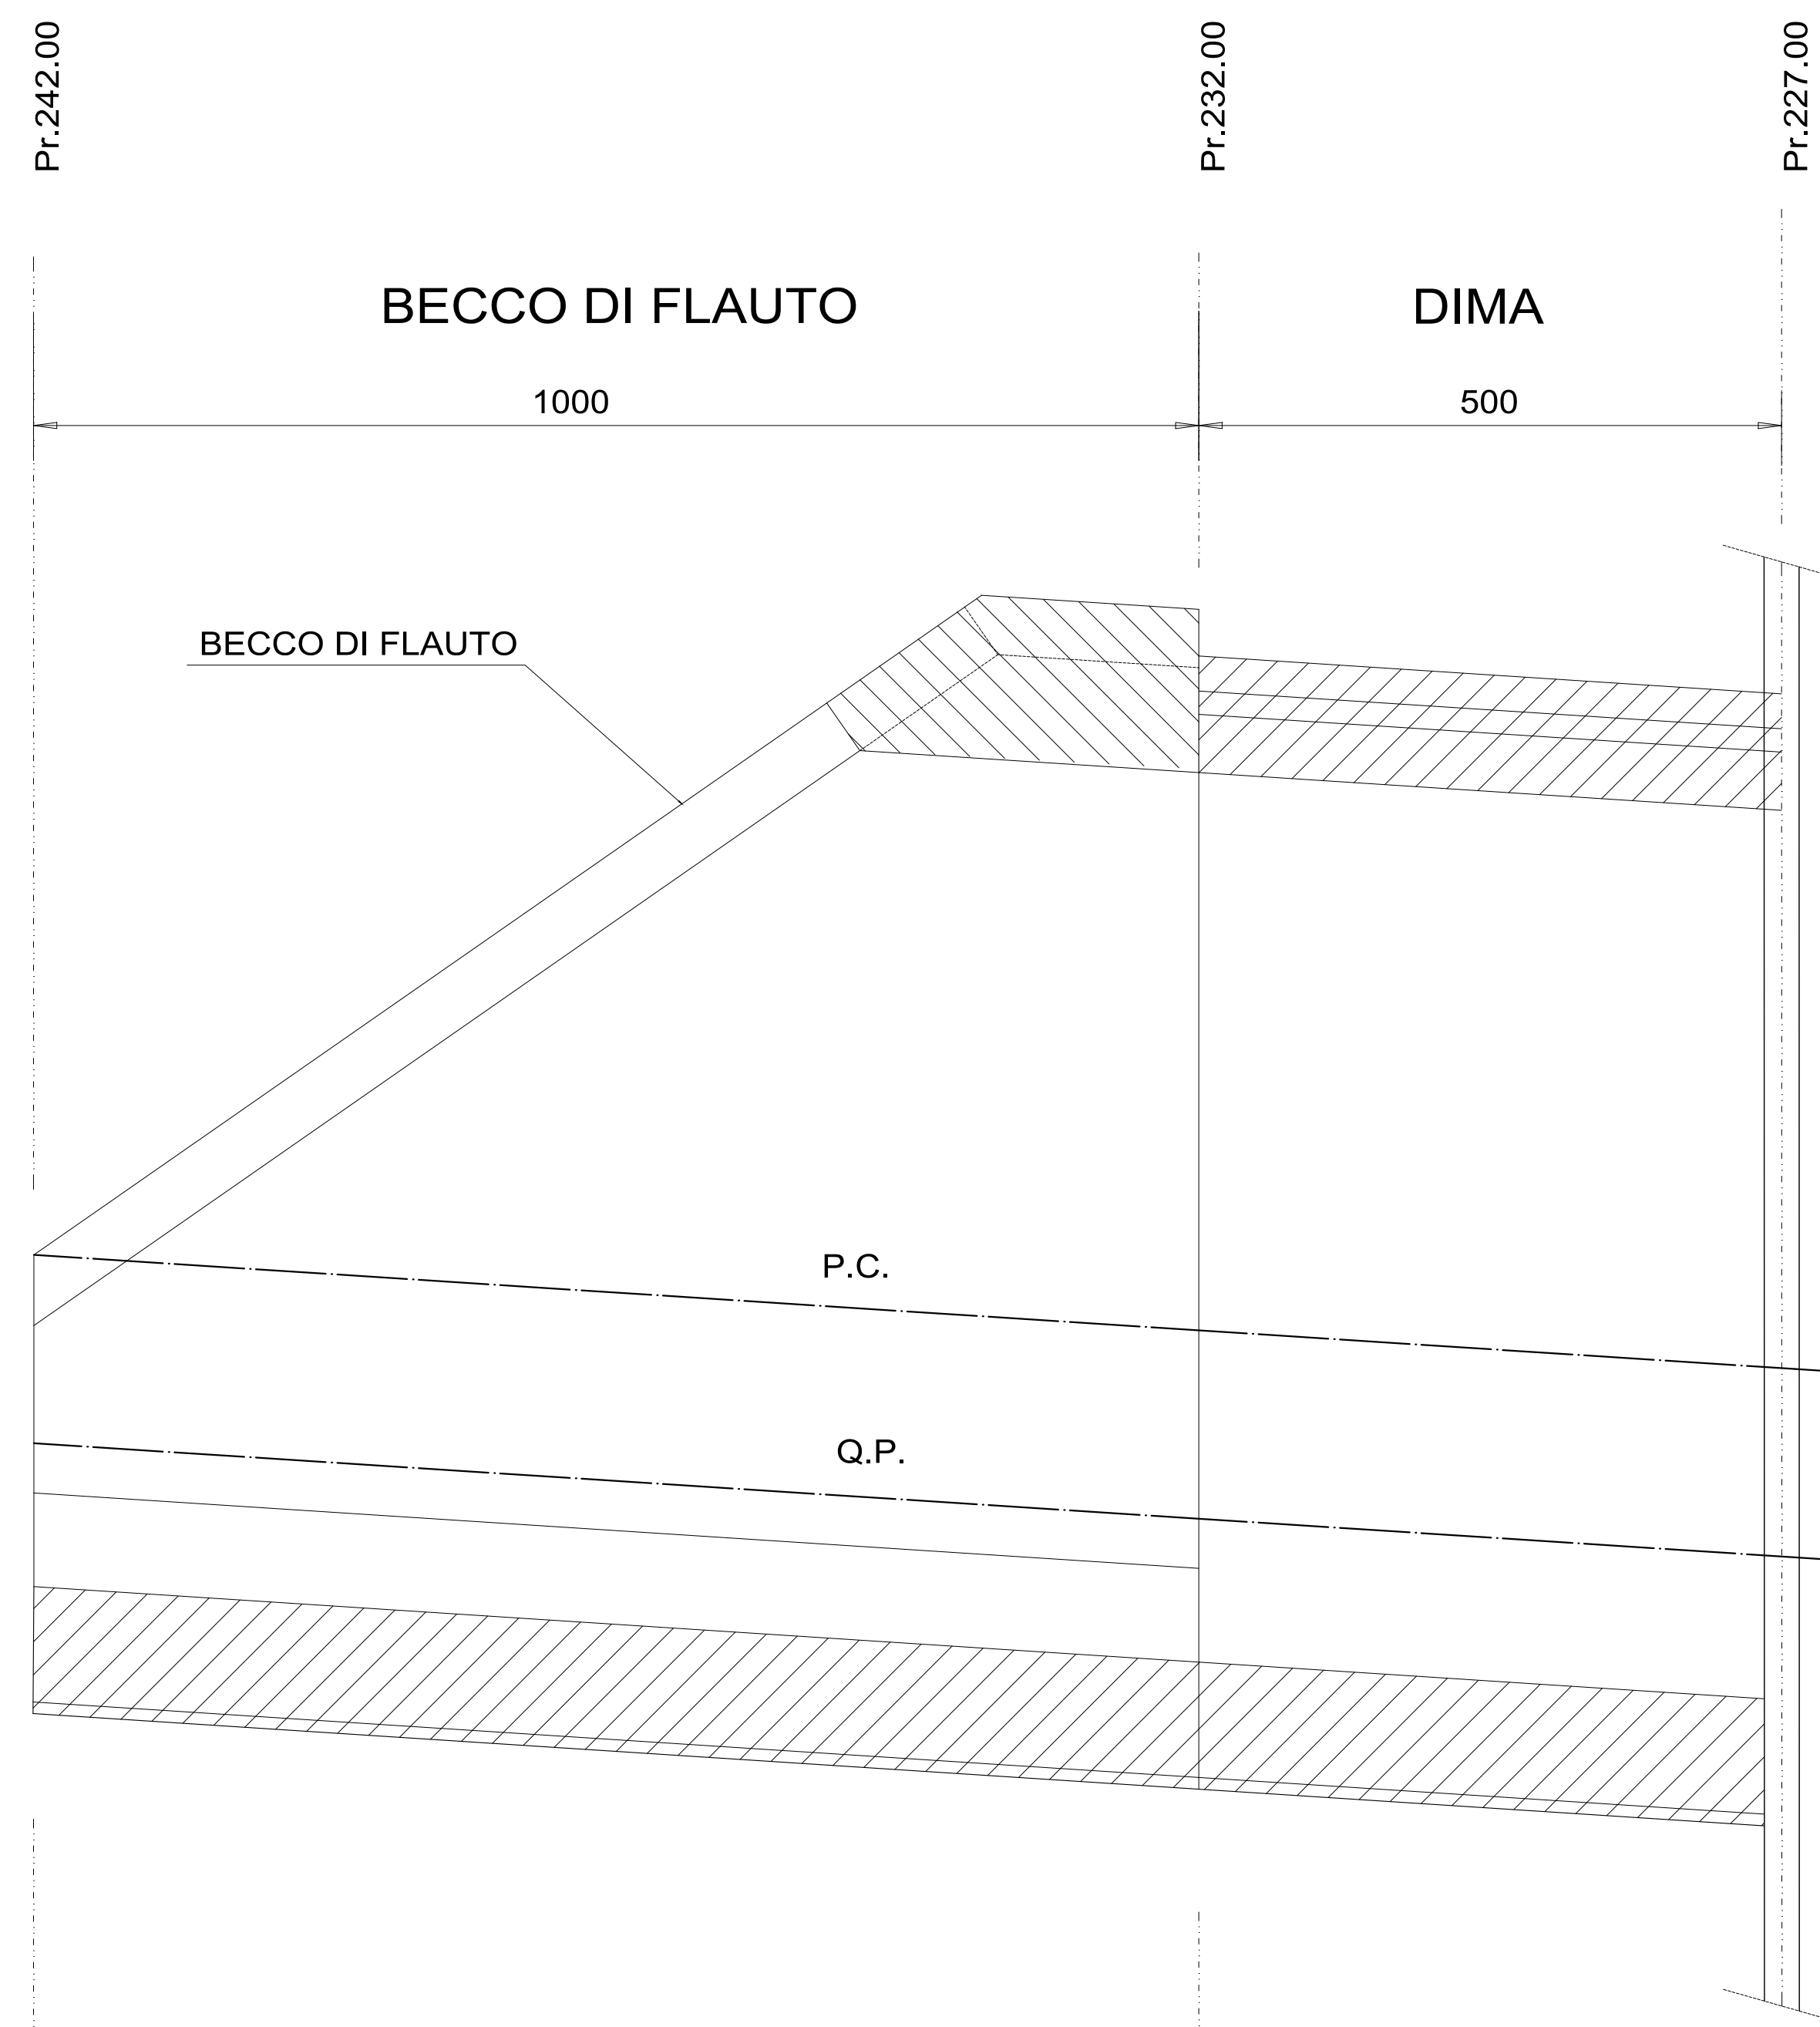 Pr.242.00
Pr.232.00
Pr.227.00
BECCO DI FLAUTO
DIMA
1000
500
BECCO DI FLAUTO
P.C.
Q.P.